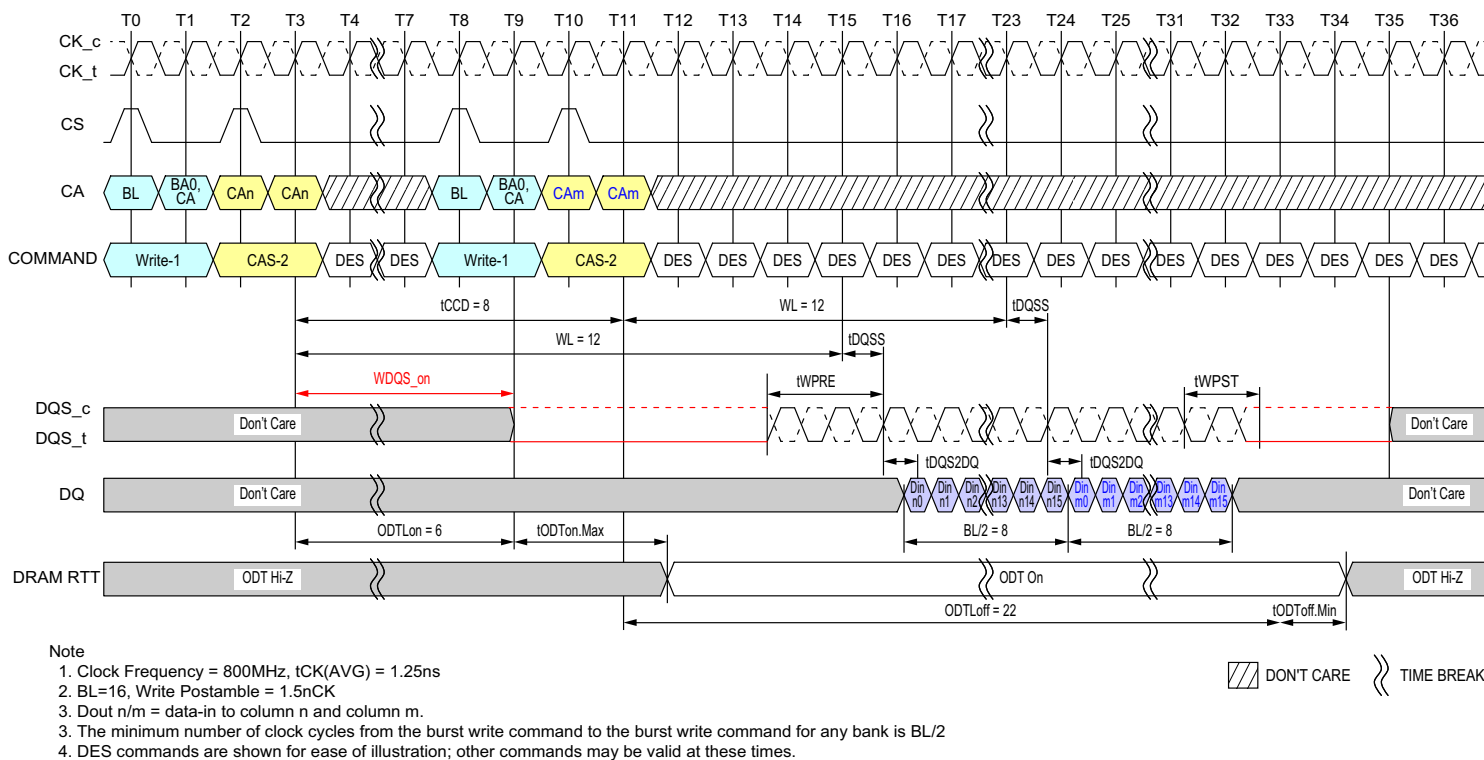 T0 T1 T2 T3 T4 T7 T8 T9 T10 T11 T12 T13 T14 T15 T16 T17 T23 T24 T25 T31 T32 T33 T34 T35 T36
CK_c
CK_t
CS
CA BL BA0, CA CAn CAn BL BA0, CA CAm CAm
COMMAND Write-1 CAS-2 DES DES Write-1 CAS-2 DES DES DES DES DES DES DES DES DES DES DES DES DES DES DES
tCCD = 8 WL = 12 tDQSS
WL = 12 tDQSS
WDQS_on tWPRE tWPST
DQS_c
DQS_t
Don't Care Don't Care
tDQS2DQ tDQS2DQ
DQ Don't Care Din n0 Din n1 Din n2 Din n13 Din n14 Din n15 Din m0 Din m1 Din m2 Din m13 Din m14 Din m15 Don't Care
ODTLon = 6 tODTon.Max BL/2 = 8 BL/2 = 8
DRAM RTT ODT Hi-Z ODT On ODT Hi-Z
ODTLoff = 22 tODToff.Min
Note
1. Clock Frequency = 800MHz, tCK(AVG) = 1.25ns
2. BL=16, Write Postamble = 1.5nCK
3. Dout n/m = data-in to column n and column m.
3. The minimum number of clock cycles from the burst write command to the burst write command for any bank is BL/2
4. DES commands are shown for ease of illustration; other commands may be valid at these times.
DON'T CARE TIME BREAK